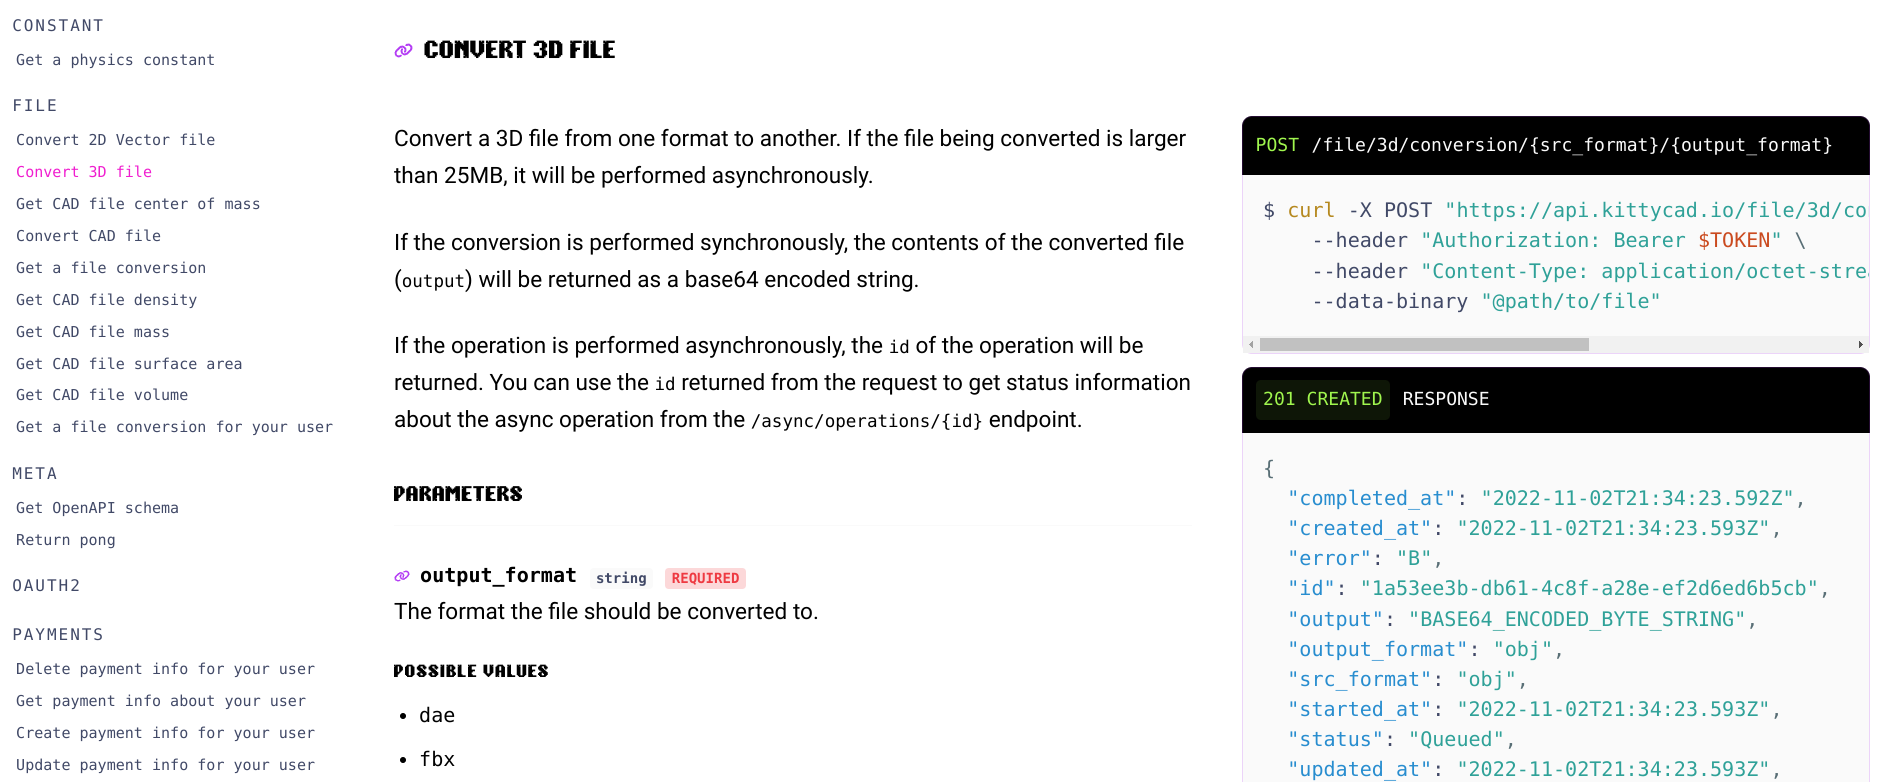 CONSTANT
Get a physics constant
FILE
Convert 2D Vector file
Convert 3D file
Get CAD file center of mass
Convert CAD file
Get a file conversion
Get CAD file density
Get CAD file mass
Get CAD file surface area
Get CAD file volume
Get a file conversion for your user
META
Get OpenAPI schema
Return pong
OAUTH2
PAYMENTS
Delete payment info for your user
Get payment info about your user
Create payment info for your user
Update payment info for your user
CONVERT 3D FILE
Convert a 3D file from one format to another. If the file being converted is larger
than 25MB, it will be performed asynchronously.
If the conversion is performed synchronously, the contents of the converted file
(output) will be returned as a base64 encoded string.
If the operation is performed asynchronously, the id of the operation will be
returned. You can use the id returned from the request to get status information
about the async operation from the /async/operations/{id} endpoint.
PARAMETERS
output_format string REQUIRED
The format the file should be converted to.
POSSIBLE VALUES
• dae
• fbx
POST /file/3d/conversion/{src_format}/{output_format}
$ curl -X POST "https://api.kittycad.io/file/3d/co
--header "Authorization: Bearer $TOKEN" \
--header "Content-Type: application/octet-strea
--data-binary "@path/to/file"
201 CREATED RESPONSE
{
"completed_at": "2022-11-02T21:34:23.592Z",
"created_at": "2022-11-02T21:34:23.593Z",
"error": "B",
"id": "1a53ee3b-db61-4c8f-a28e-ef2d6ed6b5cb",
"output": "BASE64_ENCODED_BYTE_STRING",
"output_format": "obj",
"src_format": "obj",
"started_at": "2022-11-02T21:34:23.593Z",
"status": "Queued",
"updated_at": "2022-11-02T21:34:23.593Z",